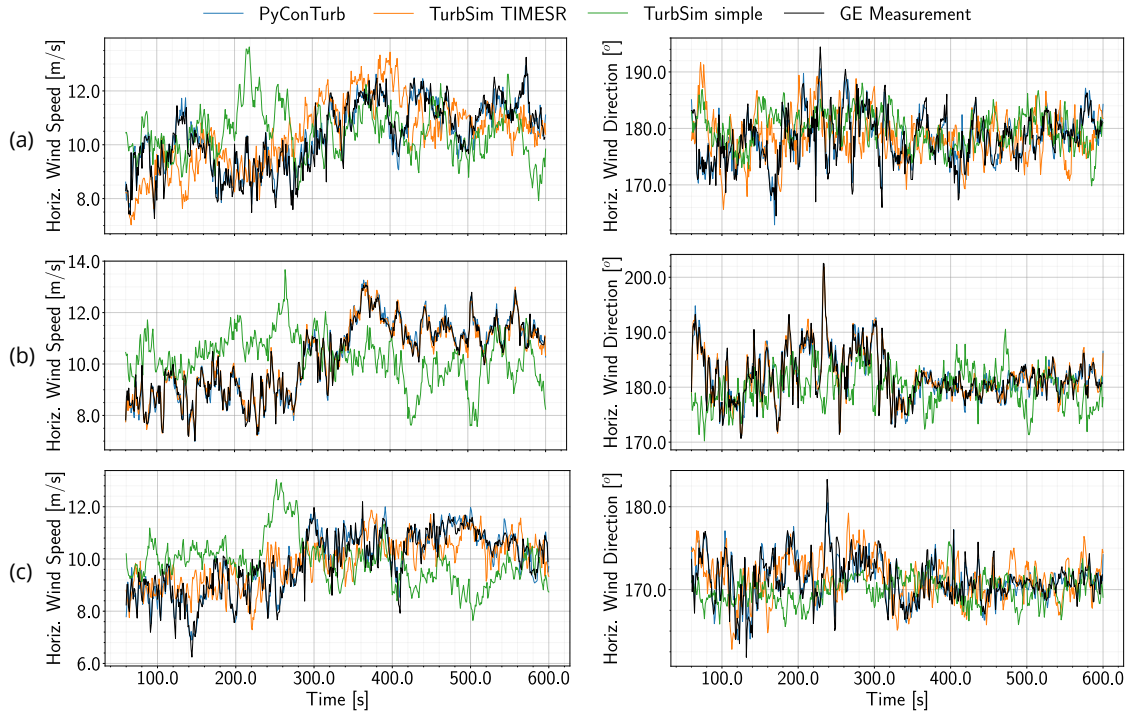 PyConTurb TurbSim TIMESR TurbSim simple GE Measurement
(a)
Horiz. Wind Speed [m/s]
12.0
10.0
8.0
Horiz. Wind Direction [o]
190.0
180.0
170.0
(b)
Horiz. Wind Speed [m/s]
14.0
12.0
10.0
8.0
Horiz. Wind Direction [o]
200.0
190.0
180.0
170.0
(c)
Horiz. Wind Speed [m/s]
12.0
10.0
8.0
6.0
100.0 200.0 300.0 400.0 500.0 600.0
Time [s]
Horiz. Wind Direction [o]
180.0
170.0
100.0 200.0 300.0 400.0 500.0 600.0
Time [s]